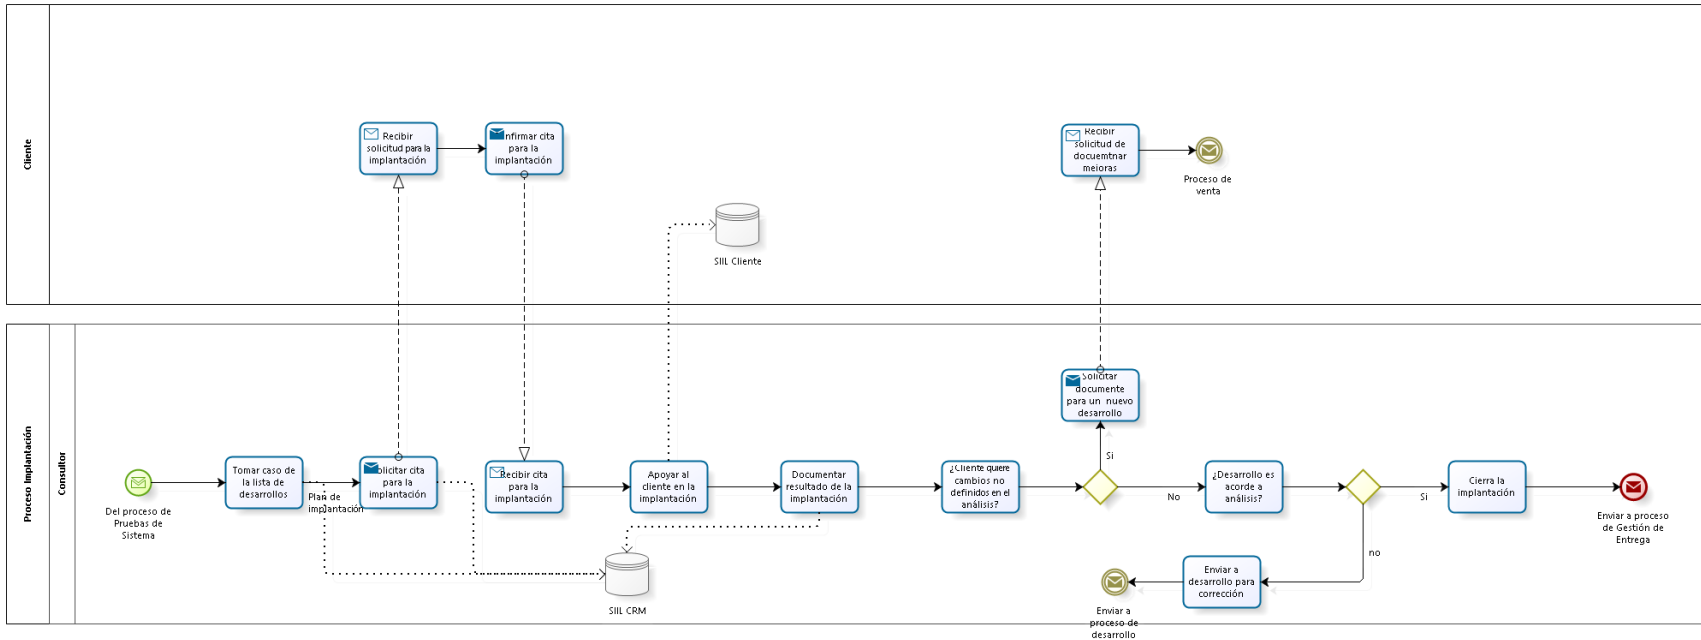 Cliente
Recibir
solicitud para la
implantación
nfirmar cita
para la
implantación
Recibir
solicitud de
docuemtnar
mejoras
Proceso de
venta
SIIL Cliente
Proceso Implantación
Consultor
Solicitar
documente
para un nuevo
desarrollo
Si
Del proceso de
Pruebas de
Sistema
Tomar caso de
la lista de
desarrollos
Plan de
implantación
olicitar cita
para la
implantación
Recibir cita
para la
implantación
Apoyar al
cliente en la
implantación
Documentar
resultado de la
implantación
¿Cliente quiere
cambios no
definidos en el
análisis?
No
¿Desarrollo es
acorde a
análisis?
Si
Cierra la
implantación
Enviar a proceso
de Gestión de
Entrega
no
Enviar a
desarrollo para
corrección
Enviar a
proceso de
desarrollo
SIIL CRM